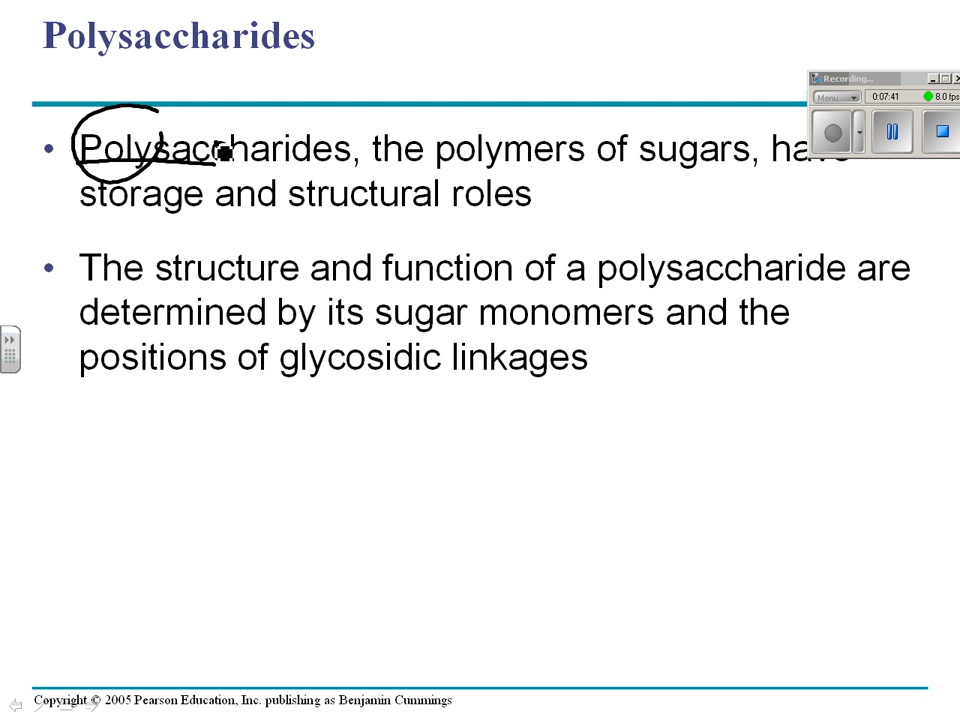 Polysaccharides
Recording...
Menu
0:07:41
8.0 fps
• Polysaccharides, the polymers of sugars, have
storage and structural roles
• The structure and function of a polysaccharide are
determined by its sugar monomers and the
positions of glycosidic linkages
Copyright © 2005 Pearson Education, Inc. publishing as Benjamin Cummings